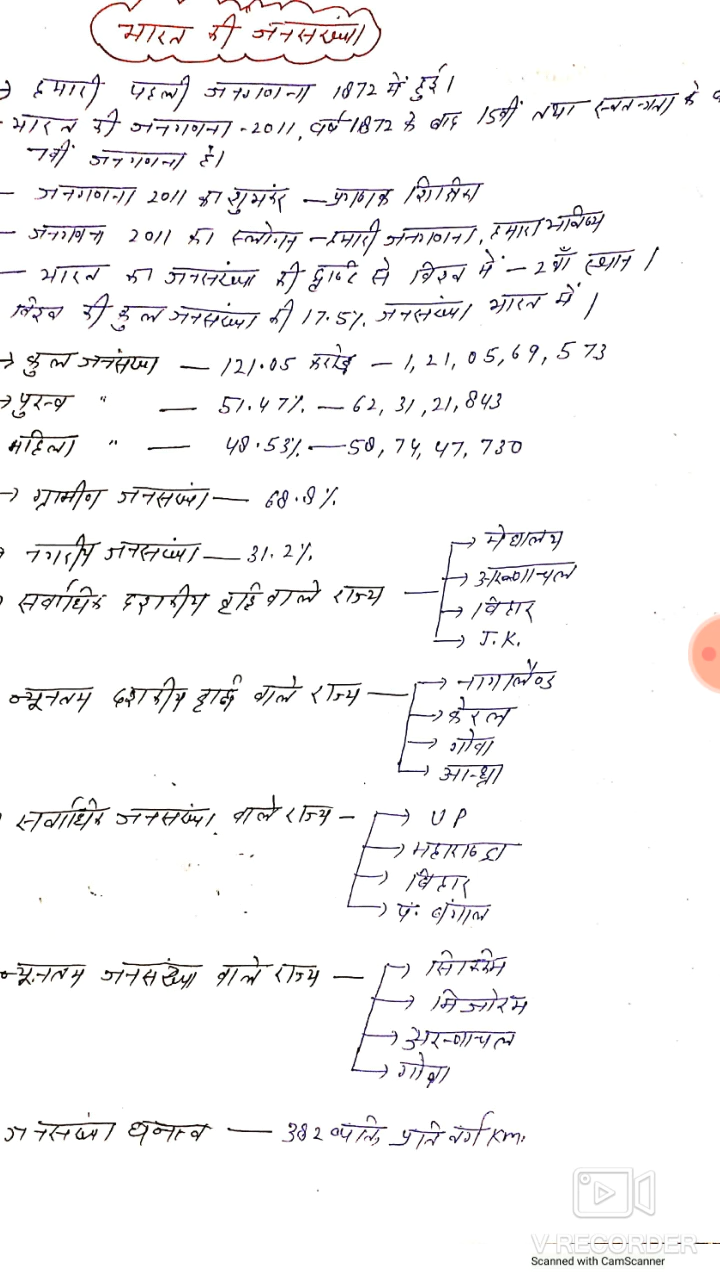 भारत की जनसंख्या
→ हमारी पहली जनगणना 1872 में हुई।
- भारत की जनगणना - 2011, वर्ष 1872 के बाद 15वीं तथा स्वतन्त्रता के
7वीं जनगणना है।
- जनगणना 2011 का शुभंकर - प्रगणक शिक्षिका
- जनगणना 2011 का स्लोगन - हमारी जनगणना, हमारा भविष्य
- भारत का जनसंख्या की दृष्टि से विश्व में - 2वाँ स्थान।
विश्व की कुल जनसंख्या की 17.5% जनसंख्या भारत में।
→ कुल जनसंख्या — 121.05 करोड़ — 1,21,05,69,573
→ पुरुष " — 51.47% — 62,31,21,843
महिला " — 48.53% — 58,74,47,730
→ ग्रामीण जनसंख्या — 68.8%
नगरीय जनसंख्या — 31.2%
सर्वाधिक दशकीय वृद्धि वाले राज्य — → मेघालय
→ अरुणाचल
→ बिहार
→ J.K.
न्यूनतम दशकीय वृद्धि वाले राज्य — → नागालैण्ड
→ केरल
→ गोवा
→ आन्ध्रा
सर्वाधिक जनसंख्या वाले राज्य - → UP
→ महाराष्ट्रा
→ बिहार
→ प. बंगाल
न्यूनतम जनसंख्या वाले राज्य — → सिक्किम
→ मिजोरम
→ अरुणाचल
→ गोवा
जनसंख्या घनत्व — 382 व्यक्ति प्रति वर्ग Km.
V-RECORDER
Scanned with CamScanner